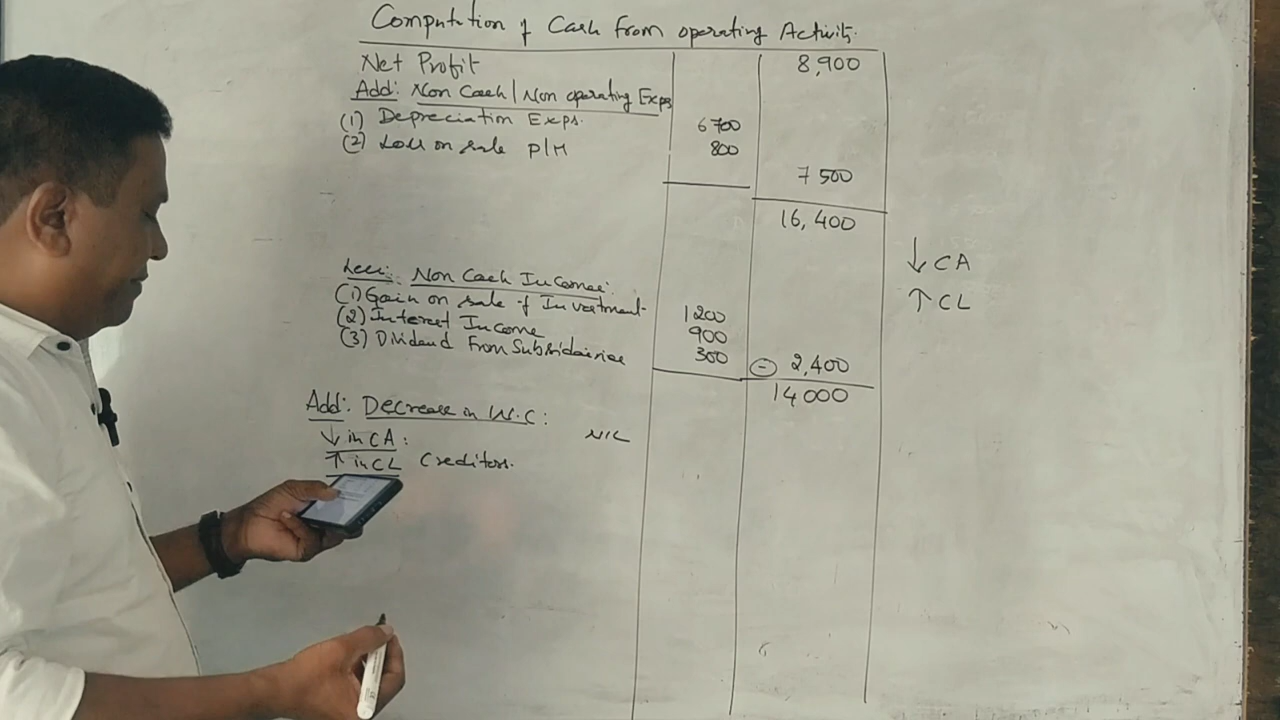 Computation of Cash From operating Activity.
Net Profit 8,900
Add: Non Cash / Non operating Exps
(1) Depreciation Exps. 6700
(2) Loss on sale P/M 800
7500
16,400
↓ CA
↑ CL
Less: Non Cash Incomes:
(1) Gain on sale of Investment 1200
(2) Interest Income 900
(3) Dividend From Subsidairies 300 (-) 2,400
14000
Add: Decrease in W.C:
↓ in CA: NIL
↑ in CL Creditors.